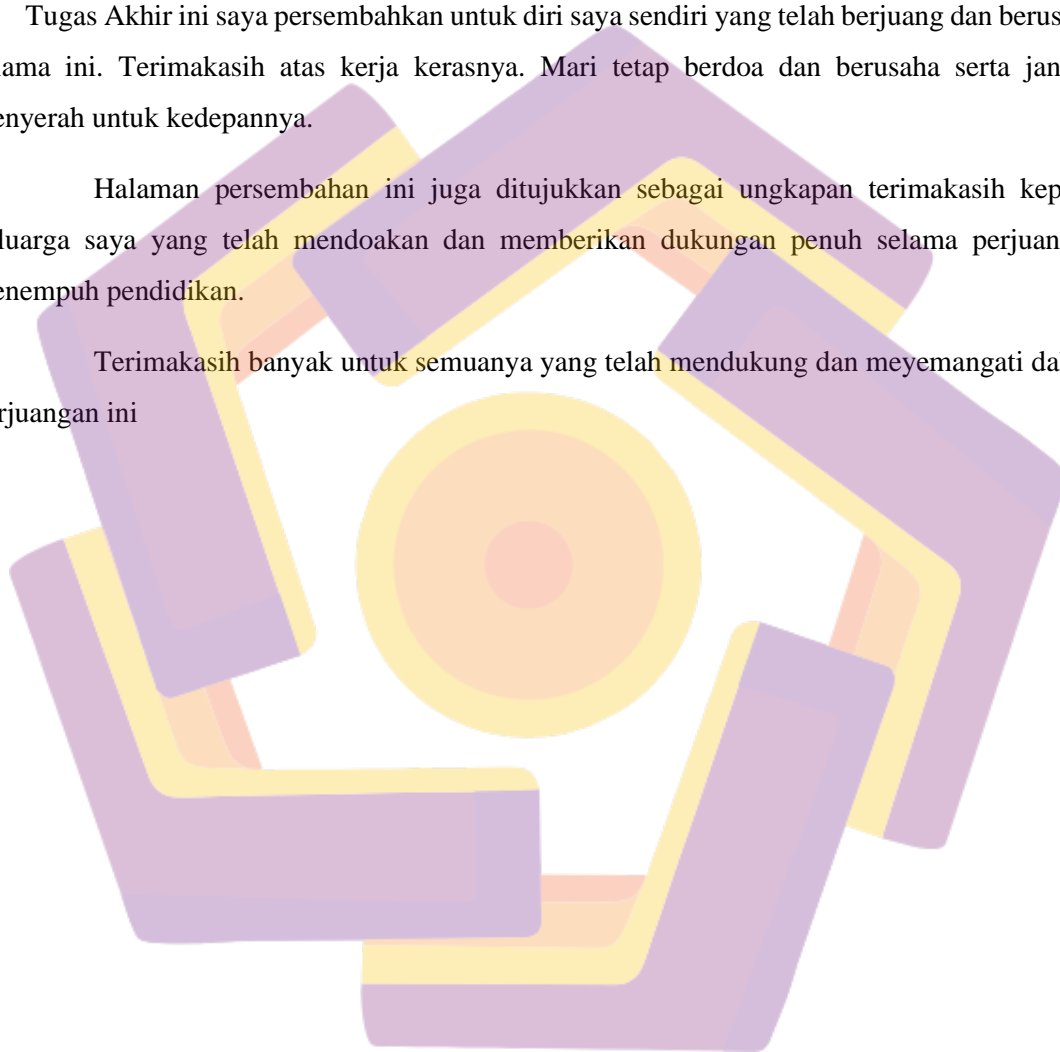 Tugas Akhir ini saya persembahkan untuk diri saya sendiri yang telah berjuang dan berus
lama ini. Terimakasih atas kerja kerasnya. Mari tetap berdoa dan berusaha serta jan
enyerah untuk kedepannya.
Halaman persembahan ini juga ditujukkan sebagai ungkapan terimakasih kep
luarga saya yang telah mendoakan dan memberikan dukungan penuh selama perjuan
enempuh pendidikan.
Terimakasih banyak untuk semuanya yang telah mendukung dan meyemangati da
rjuangan ini